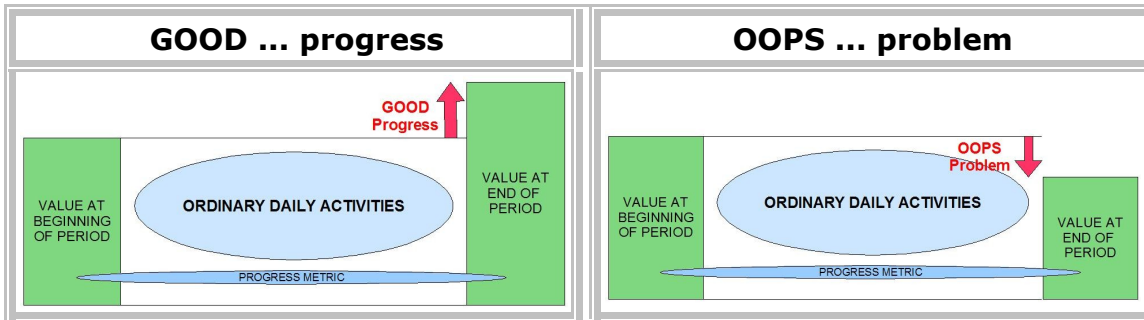 GOOD ... progress
GOOD
Progress
VALUE AT
BEGINNING
OF PERIOD
ORDINARY DAILY ACTIVITIES
VALUE AT
END OF
PERIOD
PROGRESS METRIC
OOPS ... problem
OOPS
Problem
VALUE AT
BEGINNING
OF PERIOD
ORDINARY DAILY ACTIVITIES
VALUE AT
END OF
PERIOD
PROGRESS METRIC